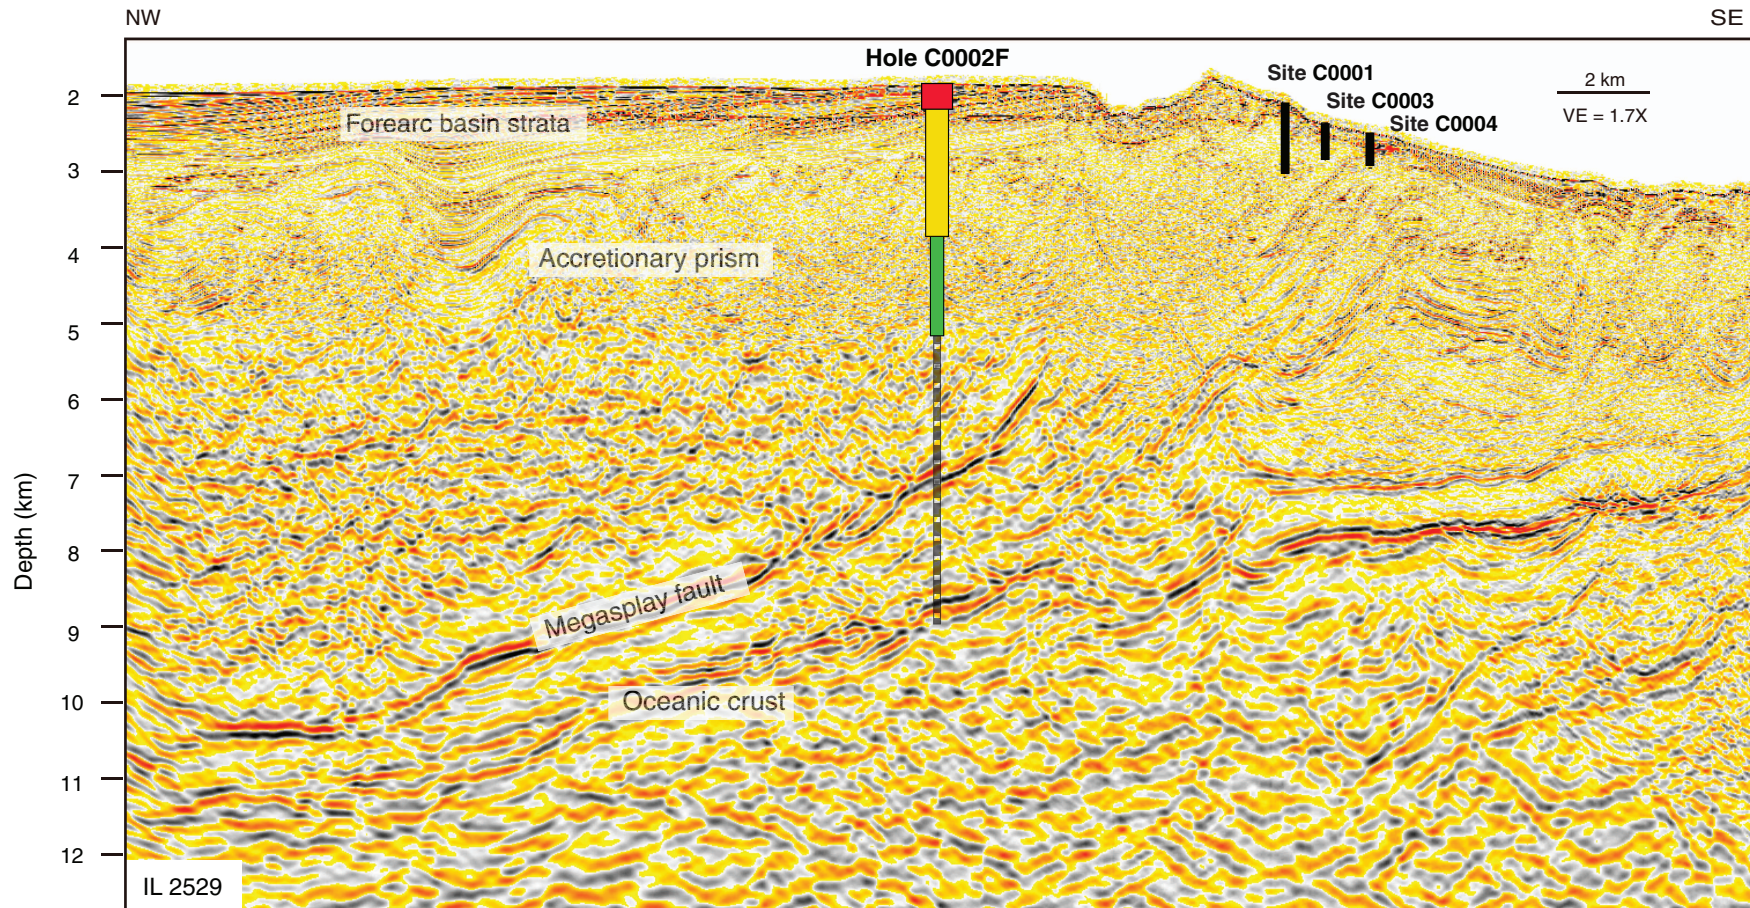 NW
SE
Hole C0002F
Site C0001
2 km
Site C0003
VE = 1.7X
Site C0004
Forearc basin strata
Accretionary prism
Megasplay fault
Oceanic crust
Depth (km)
2
3
4
5
6
7
8
9
10
11
12
IL 2529